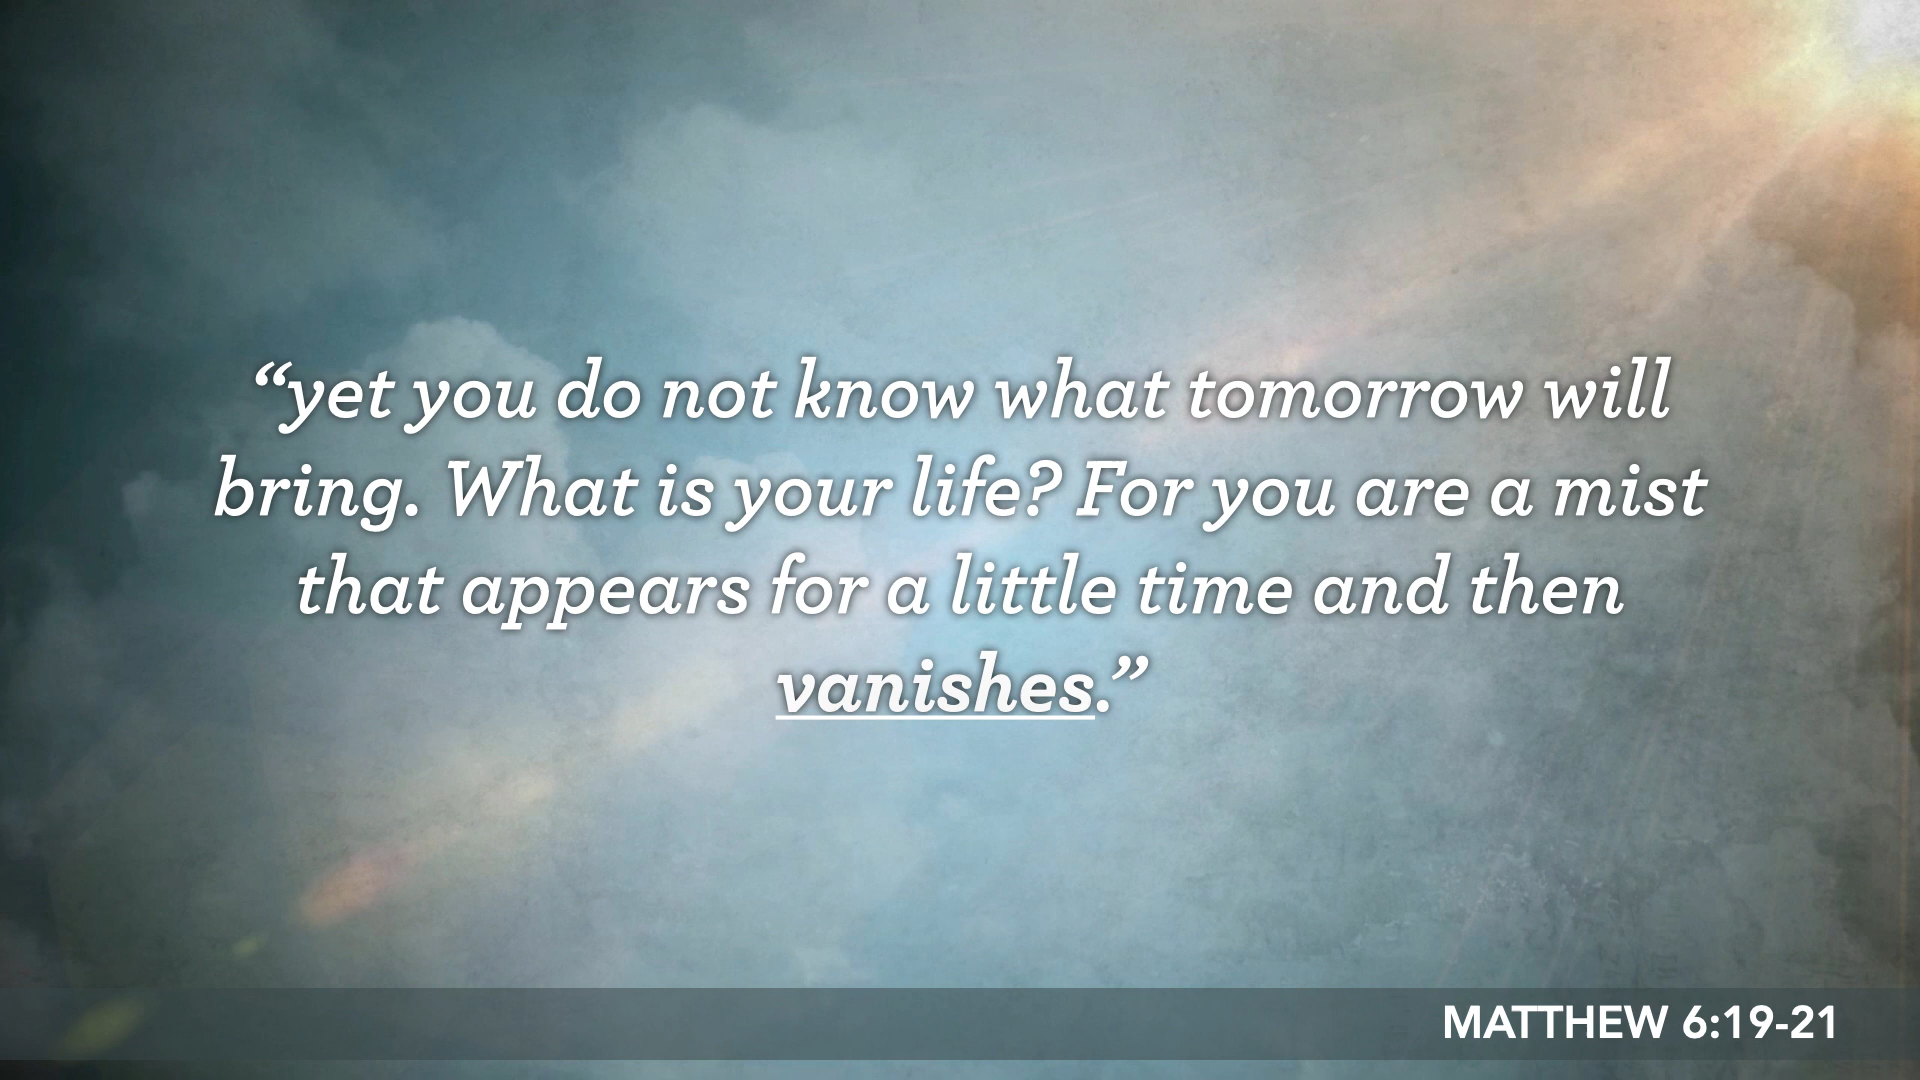 “yet you do not know what tomorrow will
bring. What is your life? For you are a mist
that appears for a little time and then
vanishes.”
MATTHEW 6:19-21